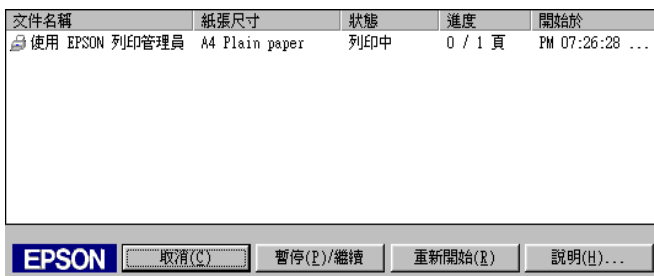 文件名稱 紙張尺寸 狀態 進度 開始於
使用 EPSON 列印管理員 A4 Plain paper 列印中 0 / 1 頁 PM 07:26:28 ...
EPSON 取消(C) 暫停(P)/繼續 重新開始(R) 說明(H)...